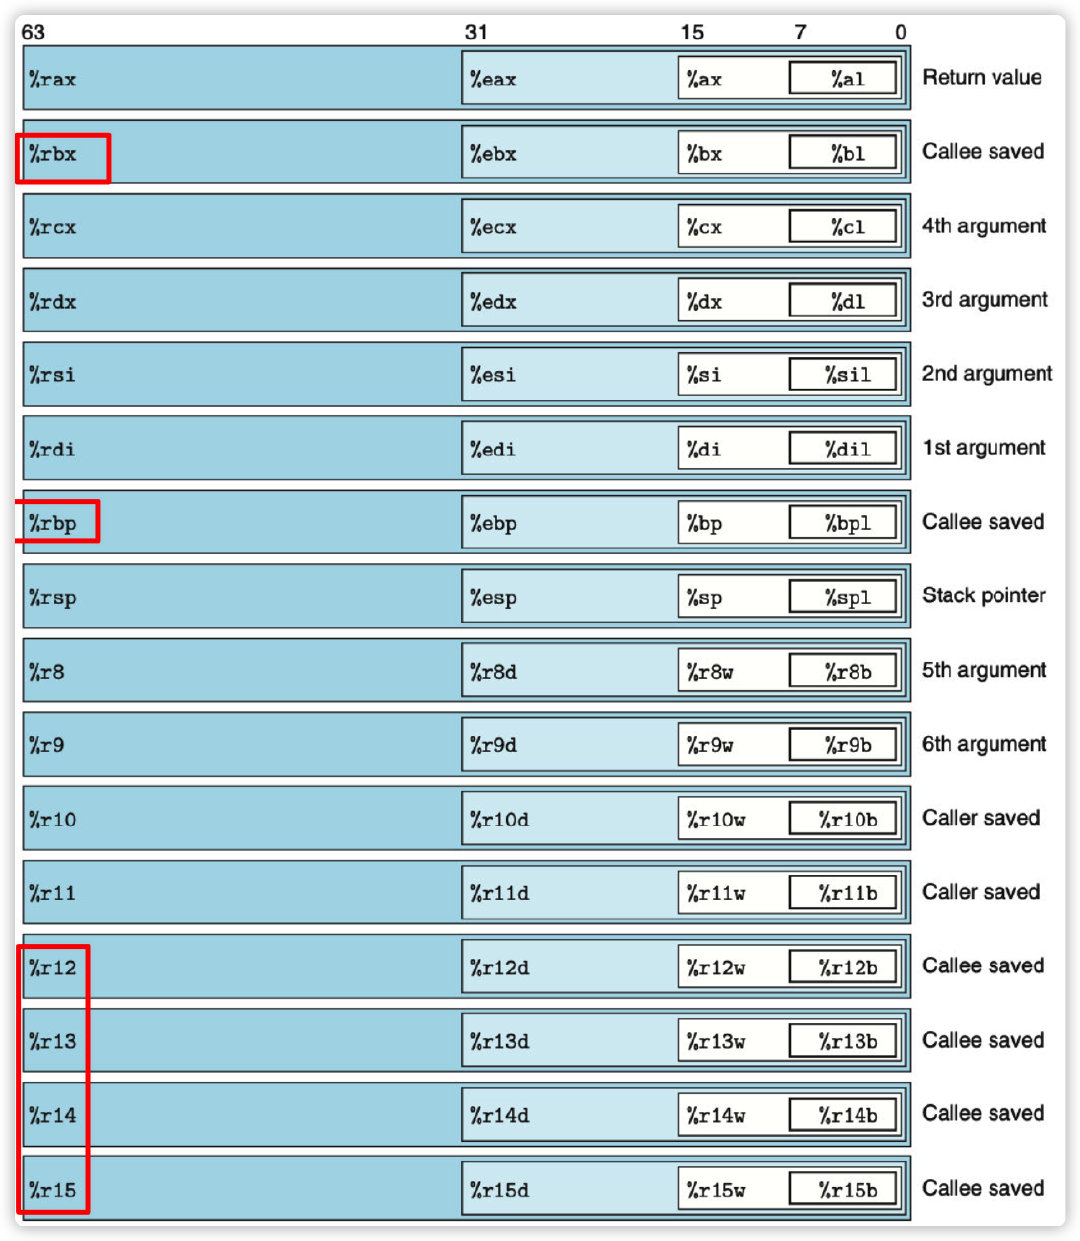 63 31 15 7 0
%rax %eax %ax %al Return value
%rbx %ebx %bx %bl Callee saved
%rcx %ecx %cx %cl 4th argument
%rdx %edx %dx %dl 3rd argument
%rsi %esi %si %sil 2nd argument
%rdi %edi %di %dil 1st argument
%rbp %ebp %bp %bpl Callee saved
%rsp %esp %sp %spl Stack pointer
%r8 %r8d %r8w %r8b 5th argument
%r9 %r9d %r9w %r9b 6th argument
%r10 %r10d %r10w %r10b Caller saved
%r11 %r11d %r11w %r11b Caller saved
%r12 %r12d %r12w %r12b Callee saved
%r13 %r13d %r13w %r13b Callee saved
%r14 %r14d %r14w %r14b Callee saved
%r15 %r15d %r15w %r15b Callee saved